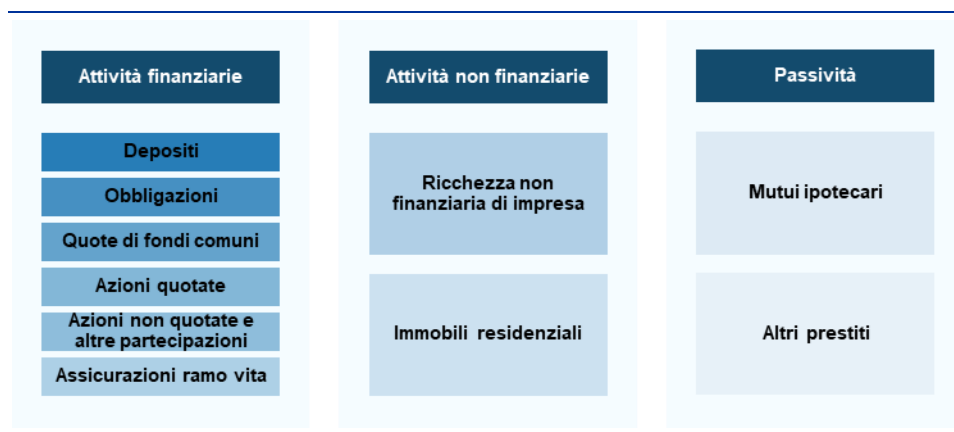 Attività finanziarie
Depositi
Obbligazioni
Quote di fondi comuni
Azioni quotate
Azioni non quotate e
altre partecipazioni
Assicurazioni ramo vita
Attività non finanziarie
Ricchezza non
finanziaria di impresa
Immobili residenziali
Passività
Mutui ipotecari
Altri prestiti